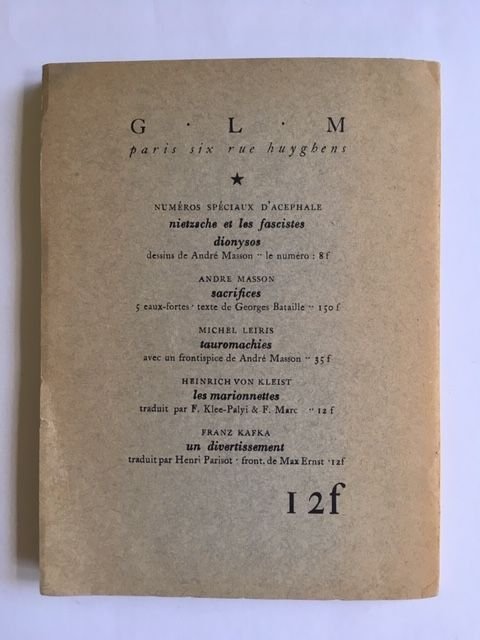 G · L · M
paris six rue huyghens
★
NUMÉROS SPÉCIAUX D'ACEPHALE
nietzsche et les fascistes
dionysos
dessins de André Masson ·· le numéro : 8 f
ANDRE MASSON
sacrifices
5 eaux-fortes · texte de Georges Bataille ·· 150 f
MICHEL LEIRIS
tauromachies
avec un frontispice de André Masson ·· 35 f
HEINRICH VON KLEIST
les marionnettes
traduit par F. Klee-Palyi & F. Marc ·· 12 f
FRANZ KAFKA
un divertissement
traduit par Henri Parisot · front. de Max Ernst · 12f
12f